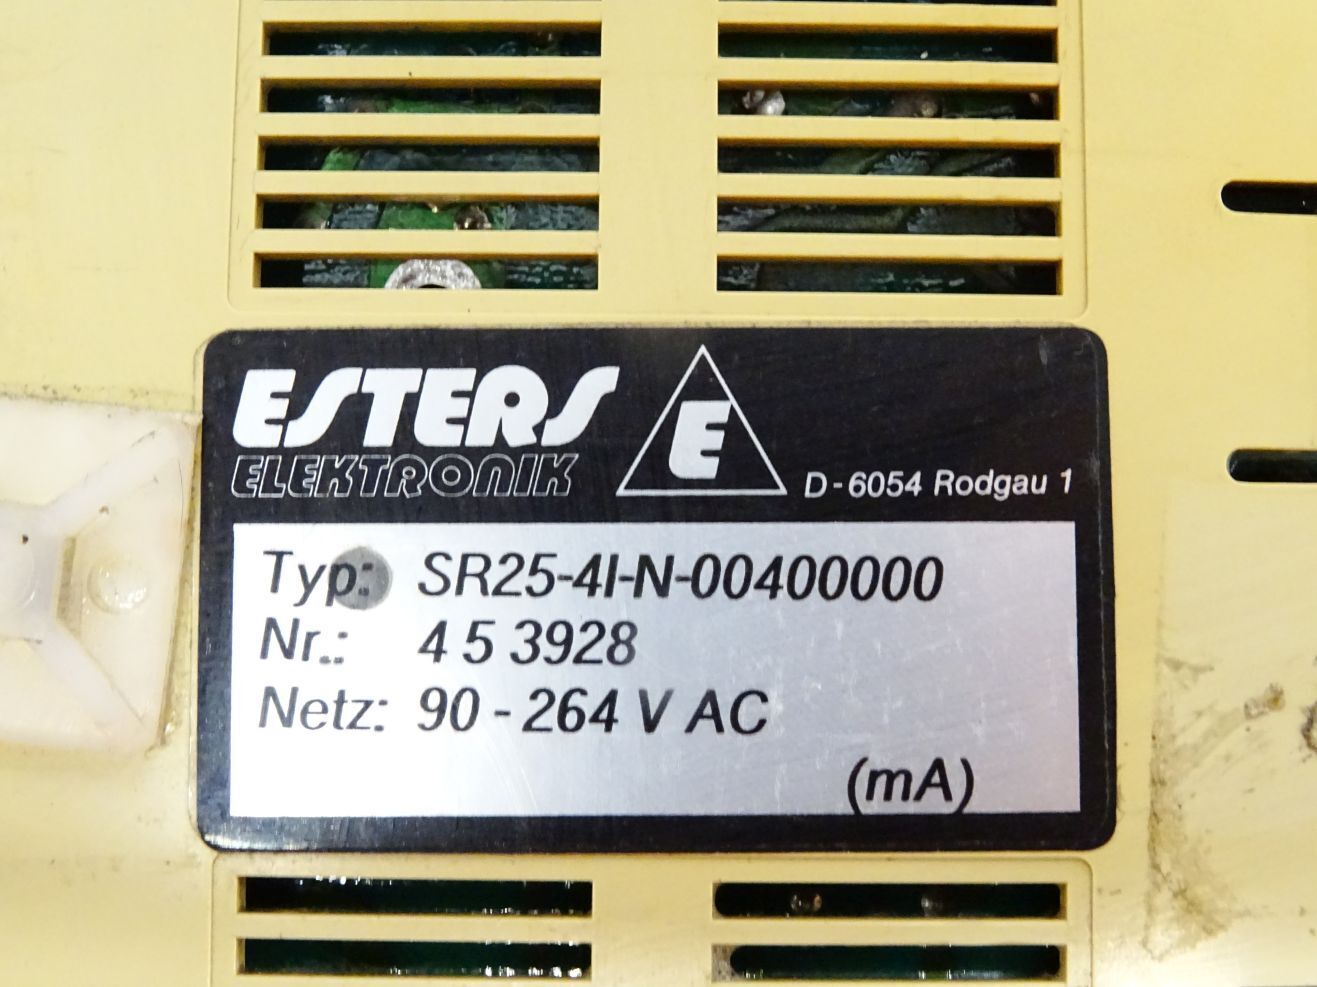 ESTERS
ELEKTRONIK
E
D-6054 Rodgau 1
Typ: SR25-4I-N-00400000
Nr.: 4 5 3928
Netz: 90 - 264 V AC
(mA)